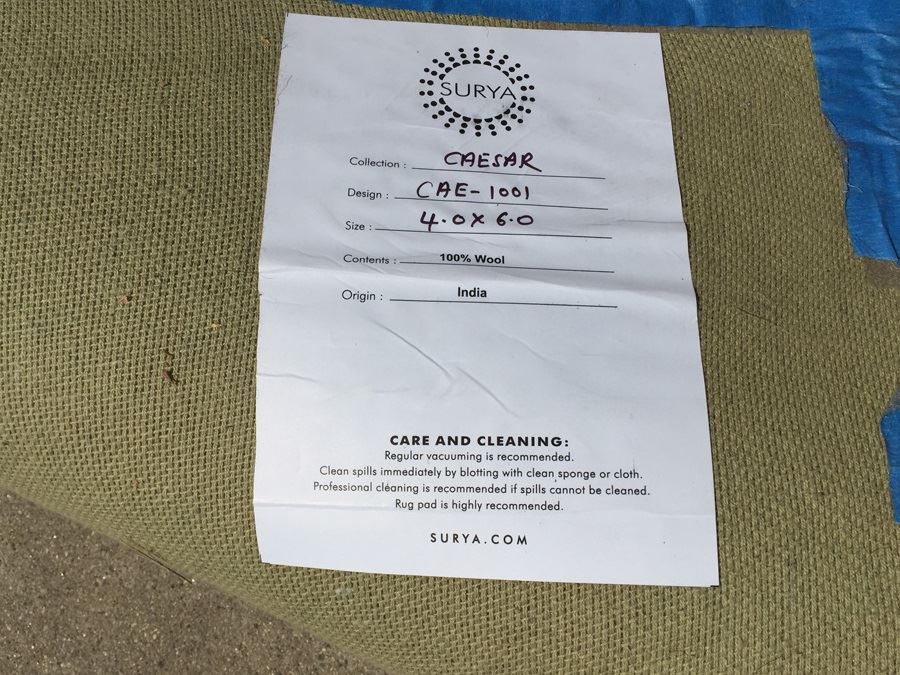 SURYA
Collection : CAESAR
Design : CAE-1001
Size : 4.0 X 6.0
Contents : 100% Wool
Origin : India
CARE AND CLEANING:
Regular vacuuming is recommended.
Clean spills immediately by blotting with clean sponge or cloth.
Professional cleaning is recommended if spills cannot be cleaned.
Rug pad is highly recommended.
SURYA.COM